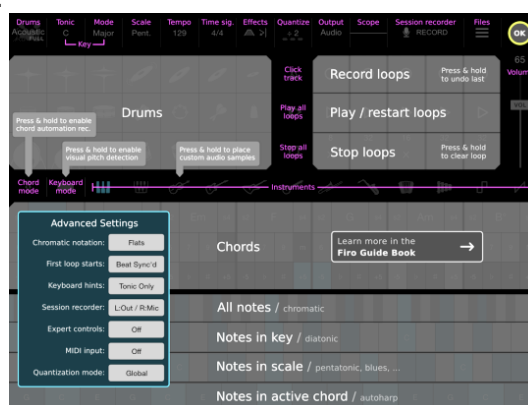 Drums Tonic Mode Scale Tempo Time sig. Effects Quantize Output Scope Session recorder Files
Acoustic C Major Pent. 129 4/4 ÷ 2 Audio RECORD OK
Key
65
Volum
VOL
Click
track
Record loops
Press & hold
to undo last
Drums
Play all
loops
Play / restart loops
Press & hold to enable
chord automation rec.
Press & hold to enable
visual pitch detection
Press & hold to place
custom audio samples
Stop all
loops
Stop loops
Press & hold
to clear loop
Chord
mode
Keyboard
mode
Instruments
Advanced Settings
Chromatic notation: Flats
First loop starts: Beat Sync'd
Keyboard hints: Tonic Only
Session recorder: L:Out / R:Mic
Expert controls: Off
MIDI input: Off
Quantization mode: Global
Chords
Learn more in the
Firo Guide Book →
All notes / chromatic
Notes in key / diatonic
Notes in scale / pentatonic, blues, ...
Notes in active chord / autoharp